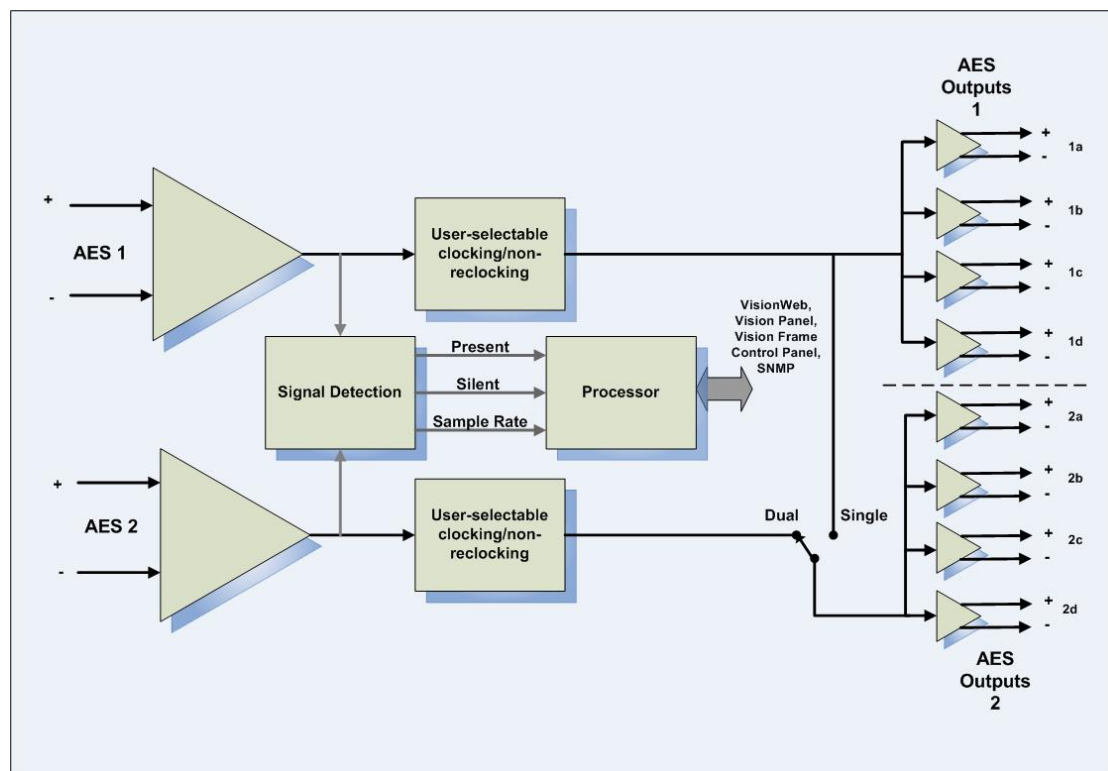 AES
Outputs
1
+
-
1a
+
-
1b
+
-
1c
+
-
1d
+
AES 1
-
User-selectable
clocking/non-
reclocking
VisionWeb,
Vision Panel,
Vision Frame
Control Panel,
SNMP
Signal Detection
Present
Silent
Sample Rate
Processor
+
AES 2
-
User-selectable
clocking/non-
reclocking
Dual
Single
+
-
2a
+
-
2b
+
-
2c
+
-
2d
AES
Outputs
2